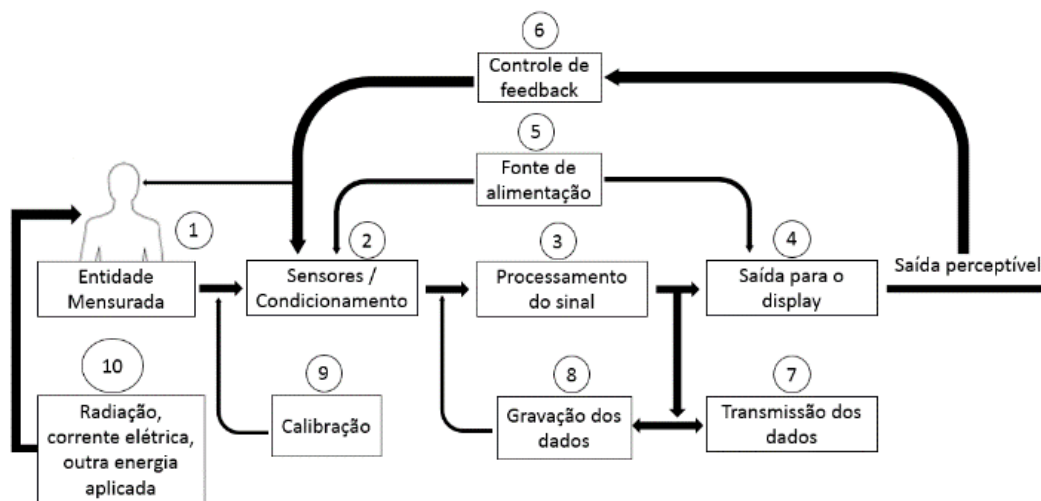 6
Controle de
feedback
5
Fonte de
alimentação
1
Entidade
Mensurada
2
Sensores /
Condicionamento
3
Processamento
do sinal
4
Saída para o
display
Saída perceptível
10
Radiação,
corrente elétrica,
outra energia
aplicada
9
Calibração
8
Gravação dos
dados
7
Transmissão dos
dados